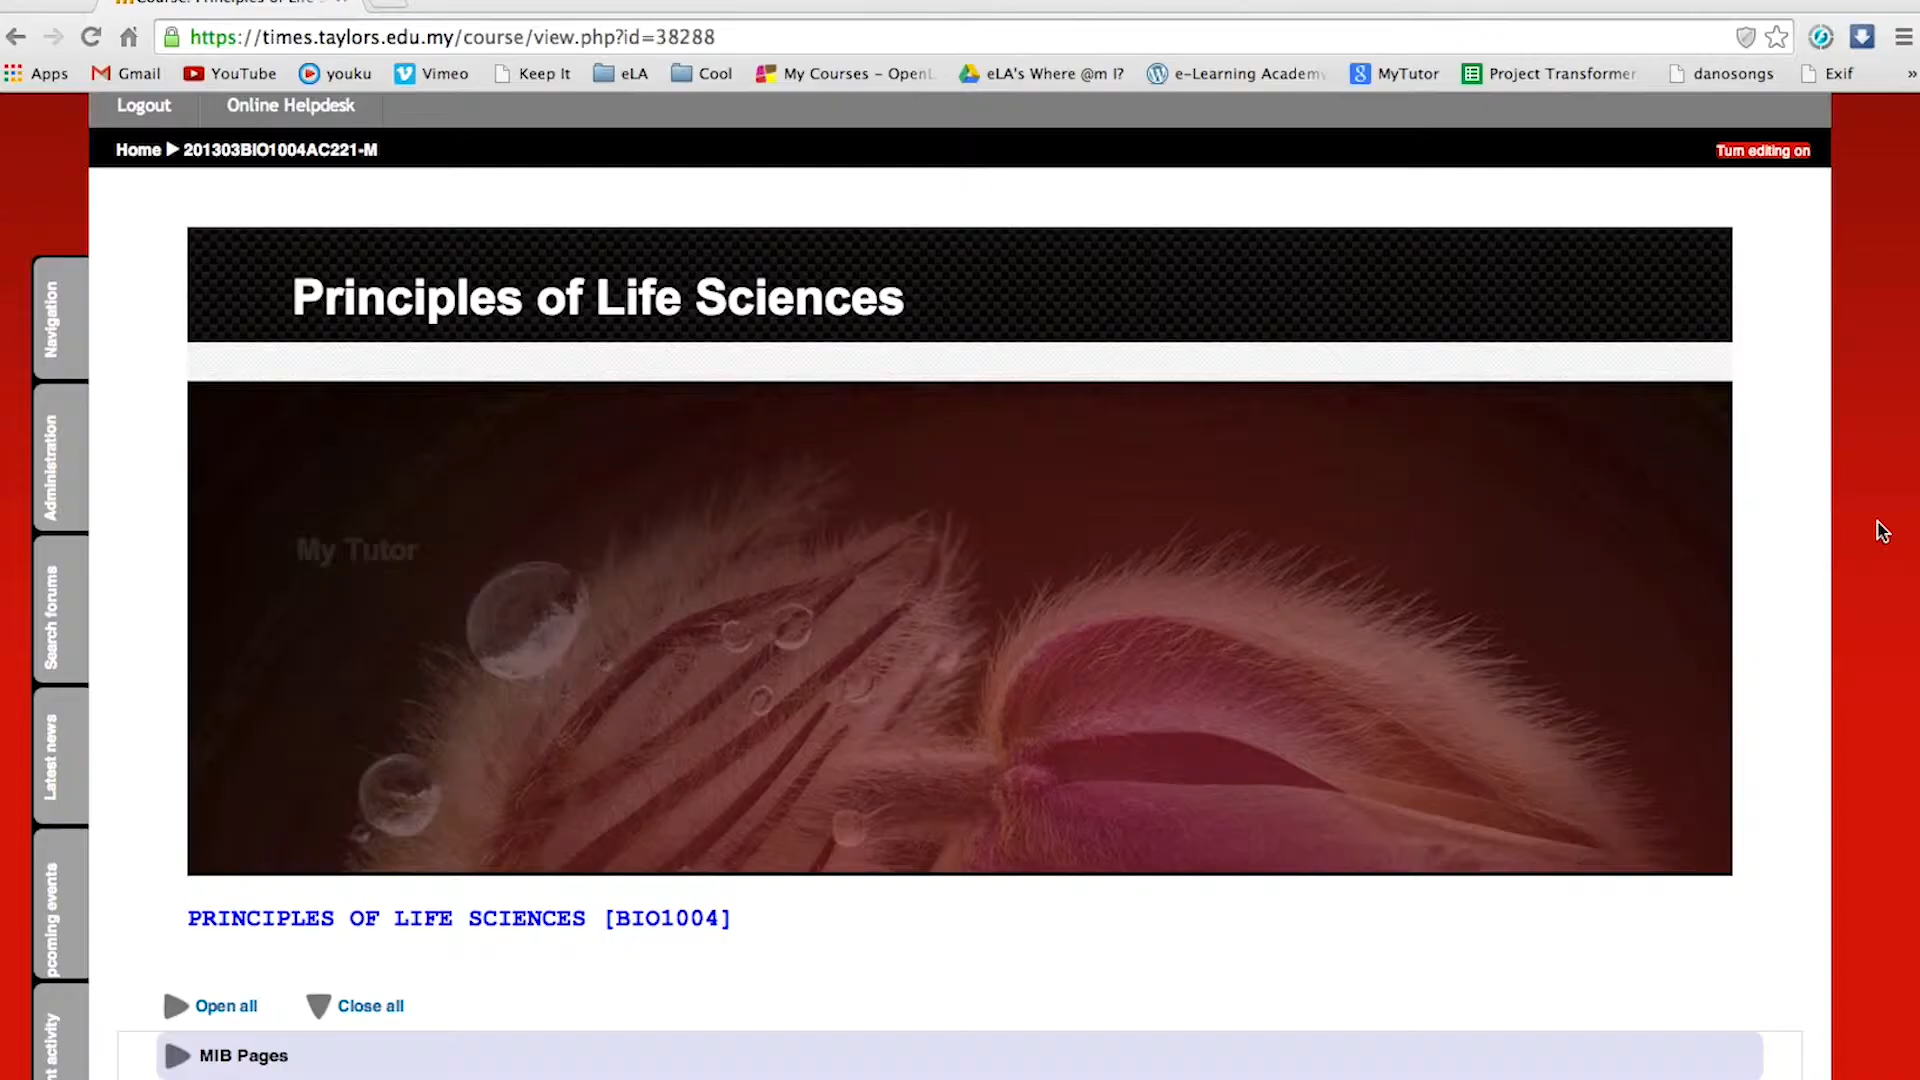 https://times.taylors.edu.my/course/view.php?id=38288
Apps Gmail YouTube youku Vimeo Keep It eLA Cool My Courses – OpenL eLA's Where @m I? e-Learning Academy MyTutor Project Transformer danosongs Exif »
Logout Online Helpdesk
Home ▶ 201303BIO1004AC221-M
Turn editing on
Principles of Life Sciences
Navigation
Administration
My Tutor
Search forums
Latest news
pcoming events
PRINCIPLES OF LIFE SCIENCES [BIO1004]
Open all Close all
nt activity
MIB Pages